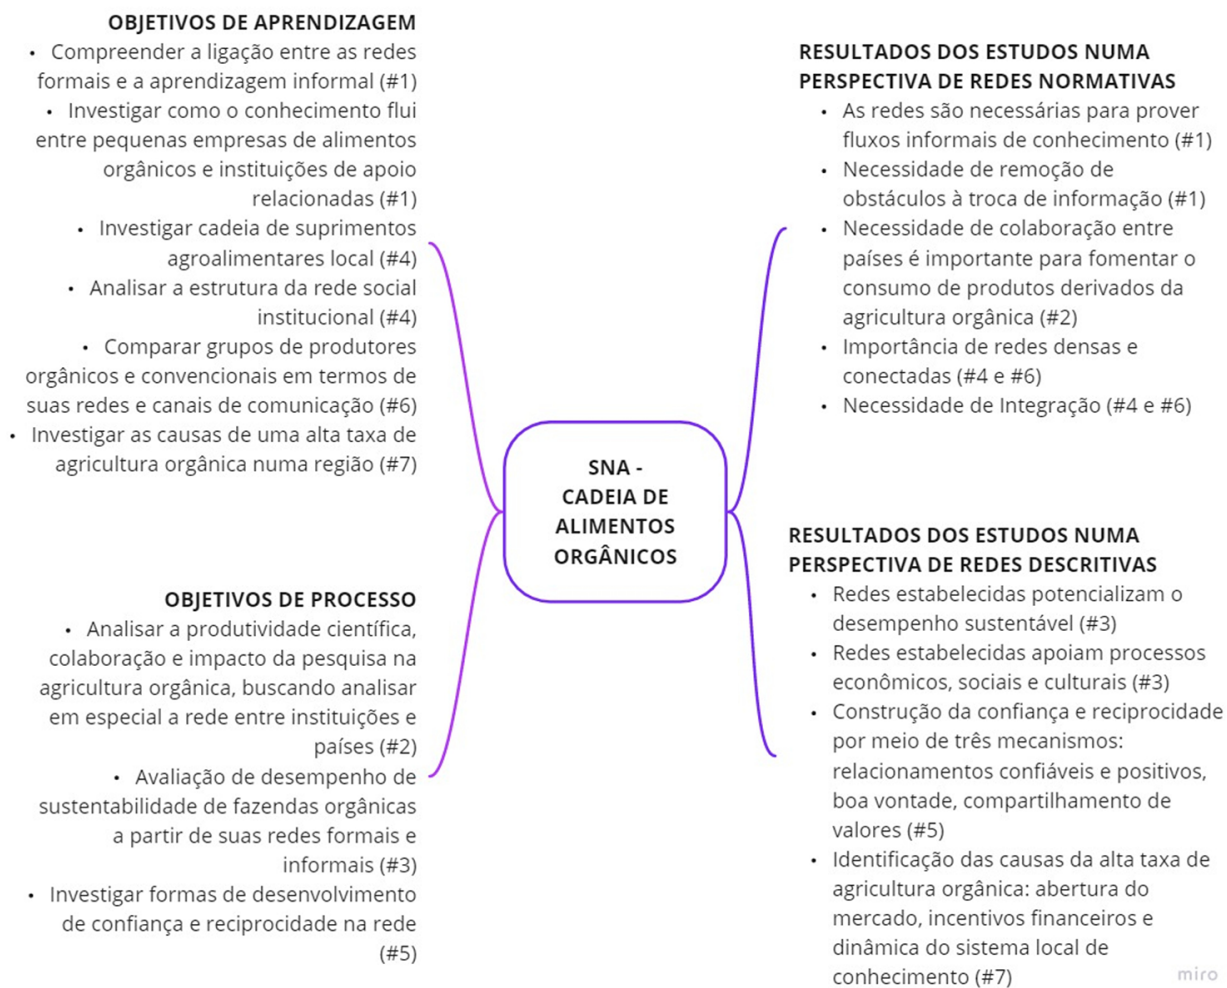 OBJETIVOS DE APRENDIZAGEM
• Compreender a ligação entre as redes
formais e a aprendizagem informal (#1)
• Investigar como o conhecimento flui
entre pequenas empresas de alimentos
orgânicos e instituições de apoio
relacionadas (#1)
• Investigar cadeia de suprimentos
agroalimentares local (#4)
• Analisar a estrutura da rede social
institucional (#4)
• Comparar grupos de produtores
orgânicos e convencionais em termos de
suas redes e canais de comunicação (#6)
• Investigar as causas de uma alta taxa de
agricultura orgânica numa região (#7)
OBJETIVOS DE PROCESSO
• Analisar a produtividade científica,
colaboração e impacto da pesquisa na
agricultura orgânica, buscando analisar
em especial a rede entre instituições e
países (#2)
• Avaliação de desempenho de
sustentabilidade de fazendas orgânicas
a partir de suas redes formais e
informais (#3)
• Investigar formas de desenvolvimento
de confiança e reciprocidade na rede
(#5)
SNA -
CADEIA DE
ALIMENTOS
ORGÂNICOS
RESULTADOS DOS ESTUDOS NUMA
PERSPECTIVA DE REDES NORMATIVAS
• As redes são necessárias para prover
fluxos informais de conhecimento (#1)
• Necessidade de remoção de
obstáculos à troca de informação (#1)
• Necessidade de colaboração entre
países é importante para fomentar o
consumo de produtos derivados da
agricultura orgânica (#2)
• Importância de redes densas e
conectadas (#4 e #6)
• Necessidade de Integração (#4 e #6)
RESULTADOS DOS ESTUDOS NUMA
PERSPECTIVA DE REDES DESCRITIVAS
• Redes estabelecidas potencializam o
desempenho sustentável (#3)
• Redes estabelecidas apoiam processos
econômicos, sociais e culturais (#3)
• Construção da confiança e reciprocidade
por meio de três mecanismos:
relacionamentos confiáveis e positivos,
boa vontade, compartilhamento de
valores (#5)
• Identificação das causas da alta taxa de
agricultura orgânica: abertura do
mercado, incentivos financeiros e
dinâmica do sistema local de
conhecimento (#7)
miro